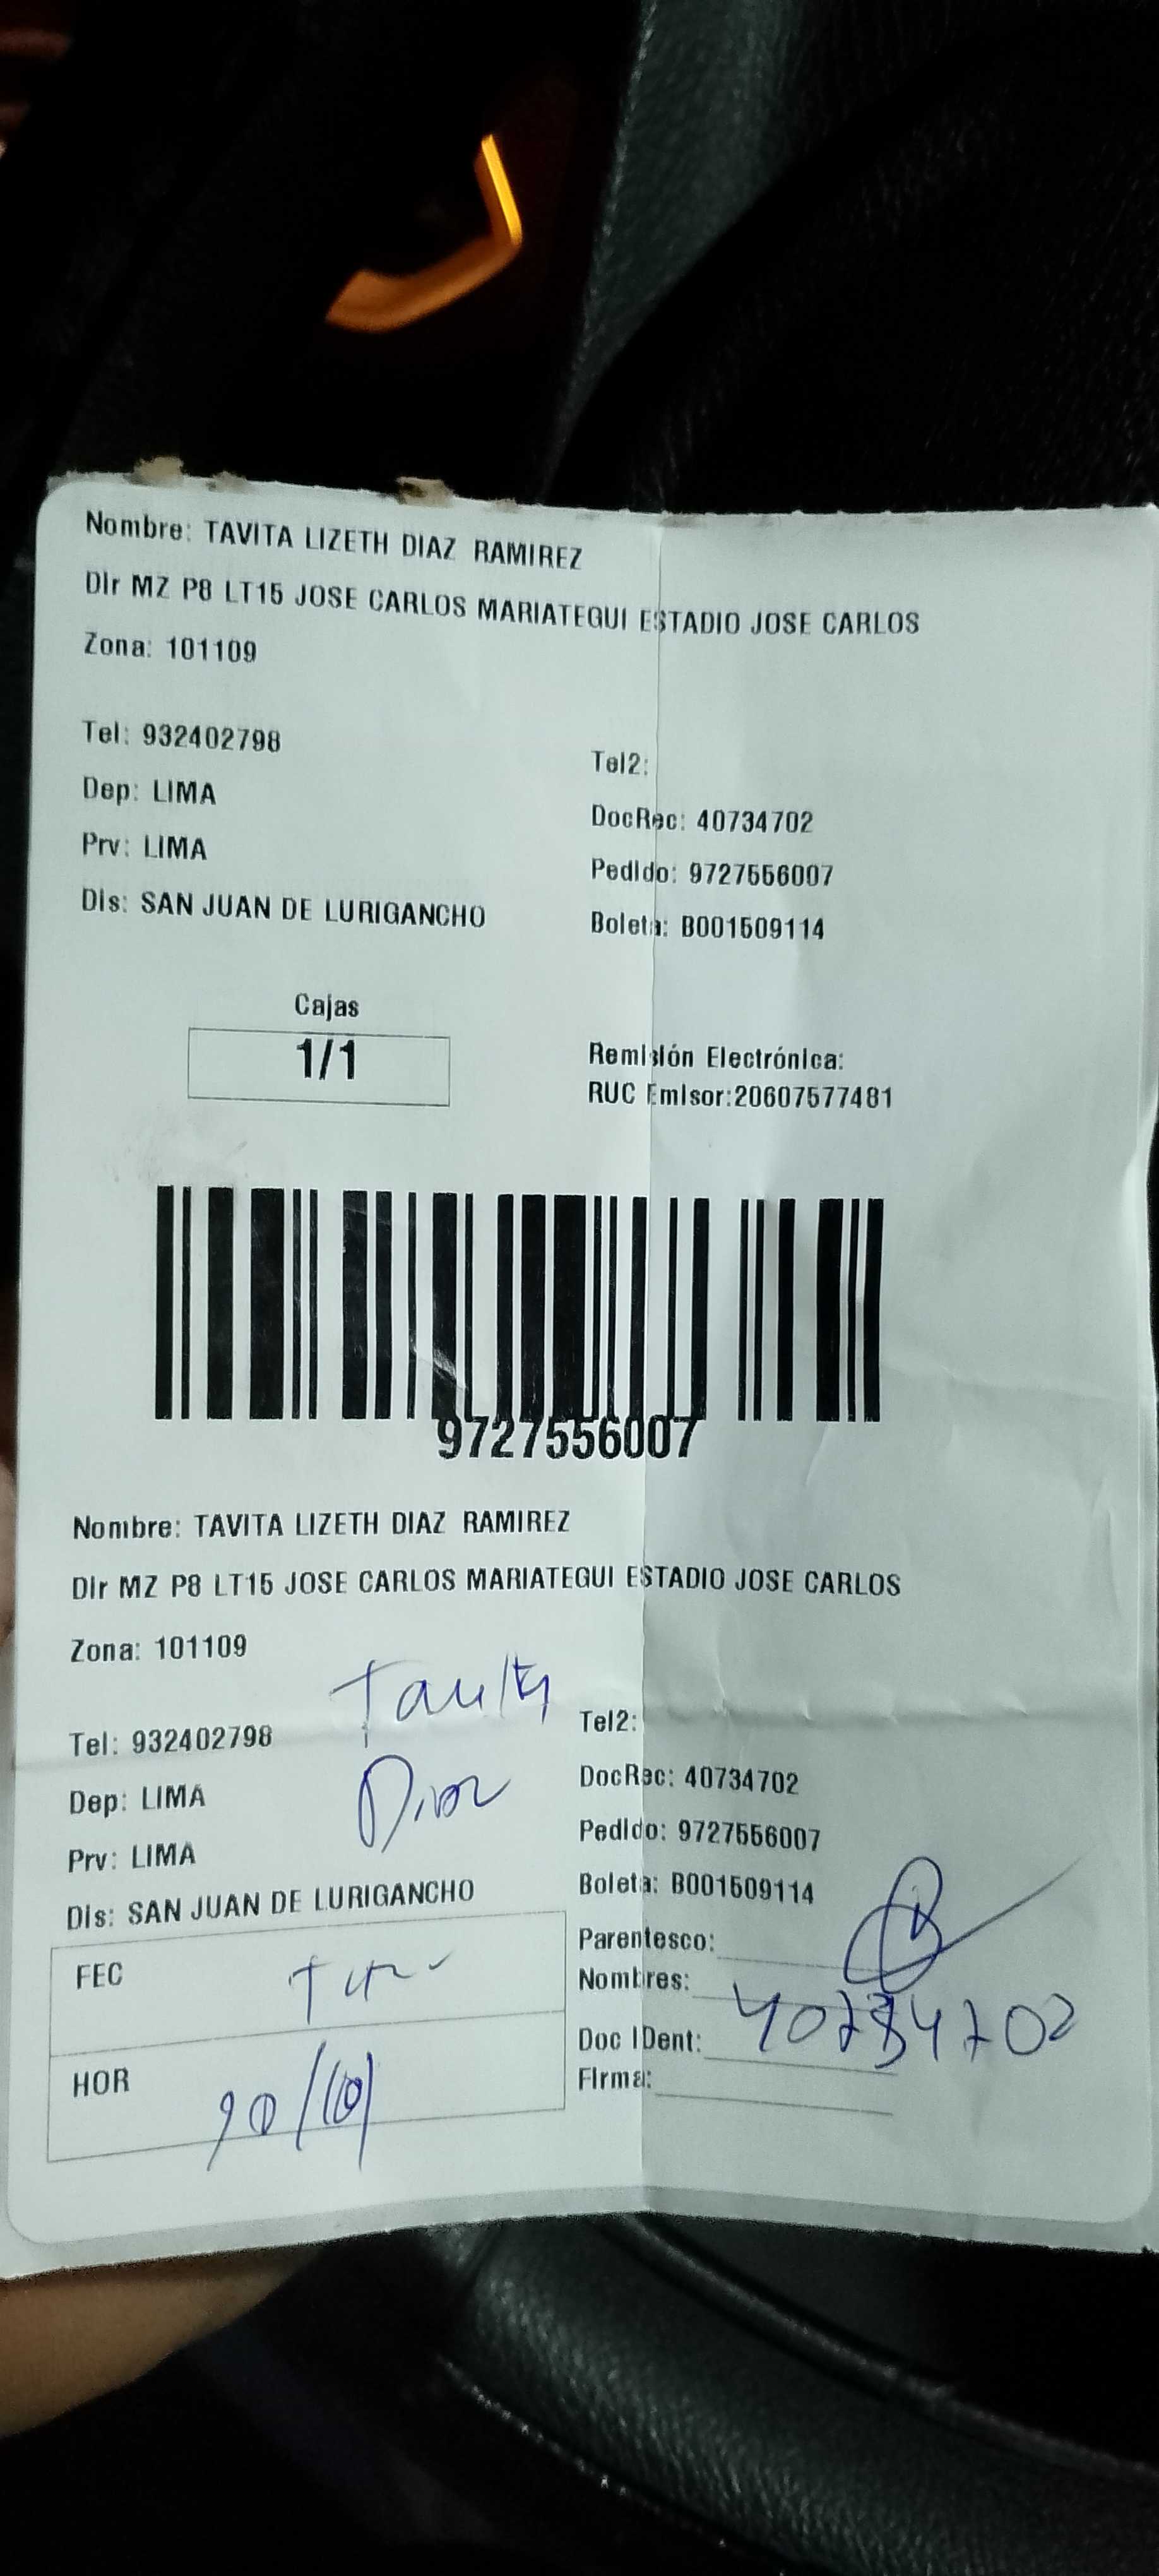 Nombre: TAVITA LIZETH DIAZ RAMIREZ
Dir MZ P8 LT15 JOSE CARLOS MARIATEGUI ESTADIO JOSE CARLOS
Zona: 101109
Tel: 932402798
Tel2:
Dep: LIMA
DocRec: 40734702
Prv: LIMA
Pedido: 9727556007
Dis: SAN JUAN DE LURIGANCHO
Boleta: B001509114
Cajas
1/1
Remisión Electrónica:
RUC Emisor:20607577481
9727556007
Nombre: TAVITA LIZETH DIAZ RAMIREZ
Dir MZ P8 LT15 JOSE CARLOS MARIATEGUI ESTADIO JOSE CARLOS
Zona: 101109
Tel: 932402798
Tel2:
Dep: LIMA
Diaz
DocRec: 40734702
Prv: LIMA
Pedido: 9727556007
Dis: SAN JUAN DE LURIGANCHO
Boleta: B001509114
FEC
Parentesco:
Nombres:
HOR
Doc IDent: 40734702
Firma: